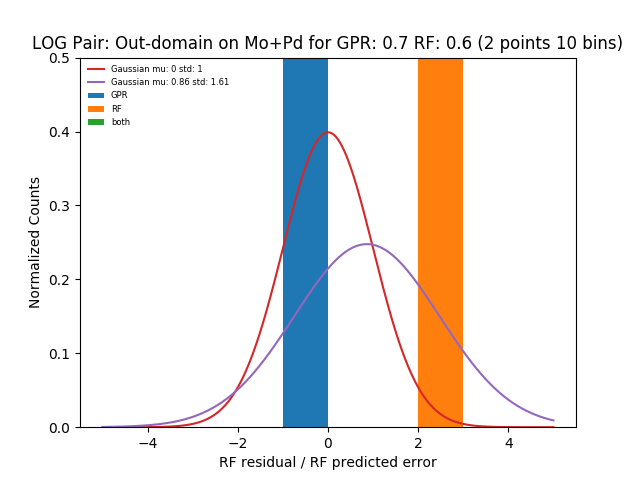 LOG Pair: Out-domain on Mo+Pd for GPR: 0.7 RF: 0.6 (2 points 10 bins)
0.5
0.4
0.3
0.2
0.1
0.0
Normalized Counts
Gaussian mu: 0 std: 1
Gaussian mu: 0.86 std: 1.61
GPR
RF
both
−4 −2 0 2 4
RF residual / RF predicted error